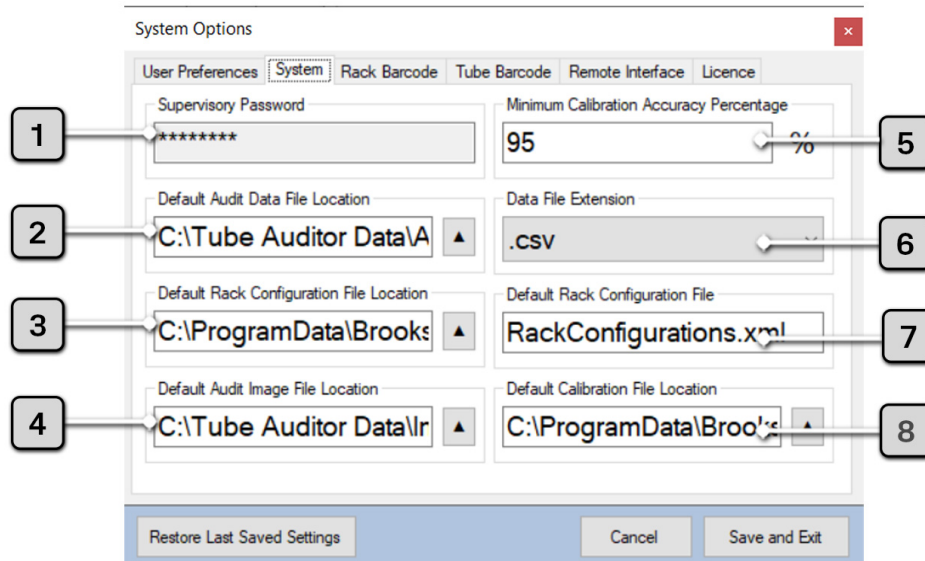 System Options
×
User Preferences System Rack Barcode Tube Barcode Remote Interface Licence
Supervisory Password
Minimum Calibration Accuracy Percentage
1
********
95
%
5
Default Audit Data File Location
Data File Extension
2
C:\Tube Auditor Data\A
▲
.csv
6
Default Rack Configuration File Location
Default Rack Configuration File
3
C:\ProgramData\Brooks
▲
RackConfigurations.xml
7
Default Audit Image File Location
Default Calibration File Location
4
C:\Tube Auditor Data\Ir
▲
C:\ProgramData\Brooks
▲
8
Restore Last Saved Settings
Cancel
Save and Exit